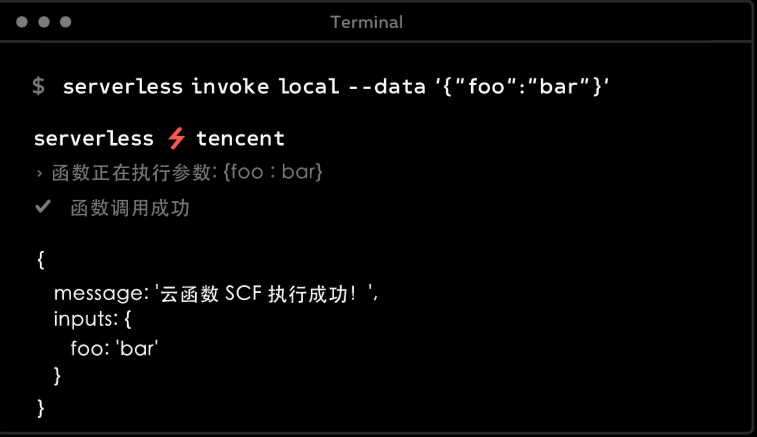 Terminal
$ serverless invoke local --data '{"foo":"bar"}'
serverless ⚡ tencent
› 函数正在执行参数: {foo : bar}
✔ 函数调用成功
{
message: '云函数 SCF 执行成功！',
inputs: {
foo: 'bar'
}
}